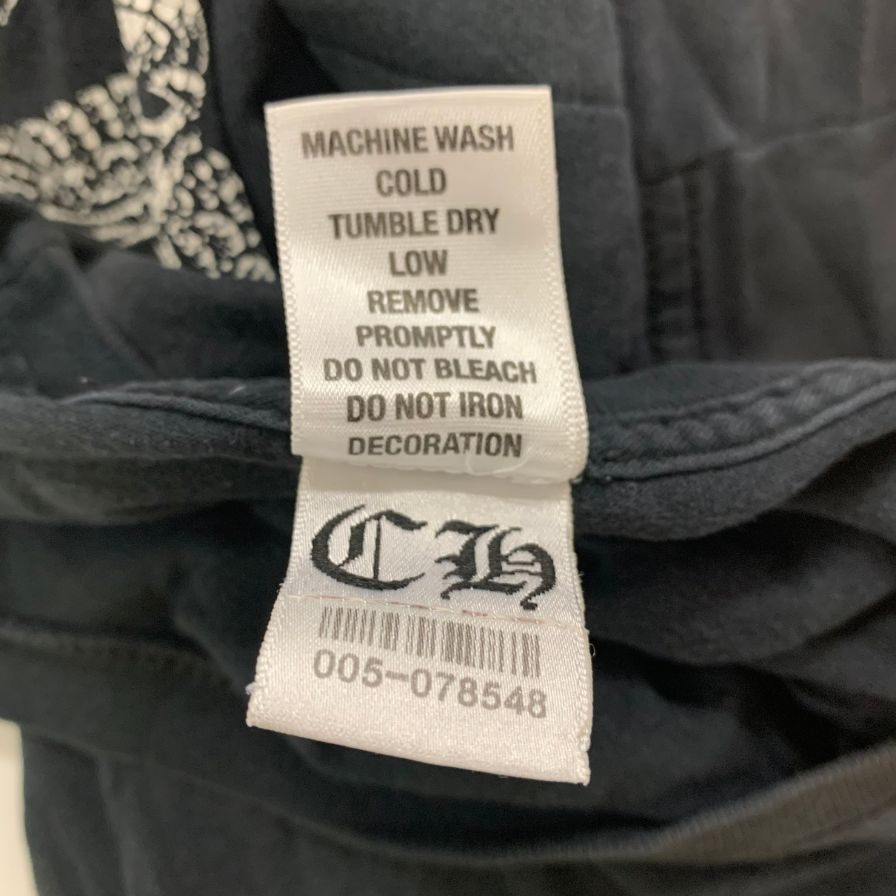 MACHINE WASH
COLD
TUMBLE DRY
LOW
REMOVE
PROMPTLY
DO NOT BLEACH
DO NOT IRON
DECORATION
CH
005-078548